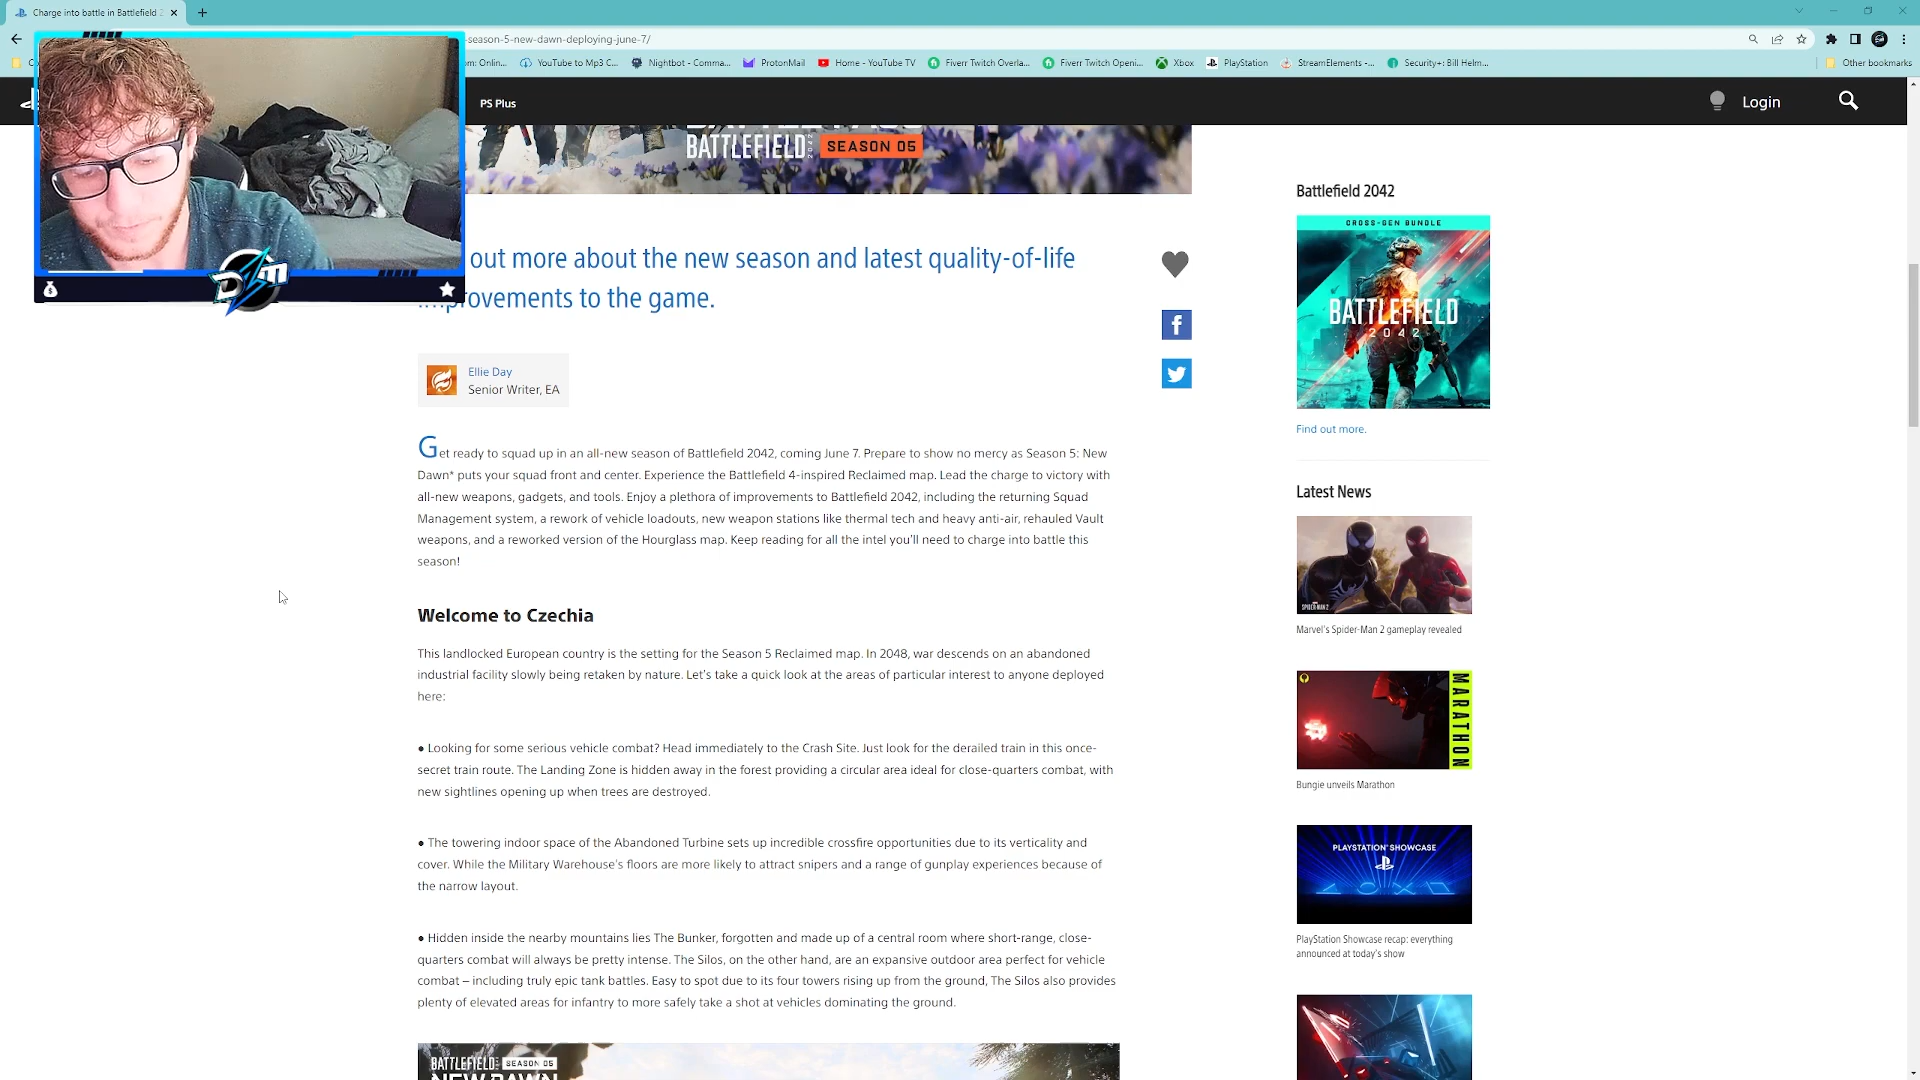 Charge into battle in Battlefield 2
-season-5-new-dawn-deploying-june-7/
om: Onlin...
YouTube to Mp3 C...
Nightbot - Comma...
ProtonMail
Home - YouTube TV
Fiverr Twitch Overla...
Fiverr Twitch Openi...
Xbox
PlayStation
StreamElements -...
Security+: Bill Helm...
Other bookmarks
PS Plus
Login
BATTLEFIELD 2042 SEASON 05
out more about the new season and latest quality-of-life
rovements to the game.
Ellie Day
Senior Writer, EA
Get ready to squad up in an all-new season of Battlefield 2042, coming June 7. Prepare to show no mercy as Season 5: New
Dawn* puts your squad front and center. Experience the Battlefield 4-inspired Reclaimed map. Lead the charge to victory with
all-new weapons, gadgets, and tools. Enjoy a plethora of improvements to Battlefield 2042, including the returning Squad
Management system, a rework of vehicle loadouts, new weapon stations like thermal tech and heavy anti-air, rehauled Vault
weapons, and a reworked version of the Hourglass map. Keep reading for all the intel you'll need to charge into battle this
season!
Welcome to Czechia
This landlocked European country is the setting for the Season 5 Reclaimed map. In 2048, war descends on an abandoned
industrial facility slowly being retaken by nature. Let's take a quick look at the areas of particular interest to anyone deployed
here:
● Looking for some serious vehicle combat? Head immediately to the Crash Site. Just look for the derailed train in this once-
secret train route. The Landing Zone is hidden away in the forest providing a circular area ideal for close-quarters combat, with
new sightlines opening up when trees are destroyed.
● The towering indoor space of the Abandoned Turbine sets up incredible crossfire opportunities due to its verticality and
cover. While the Military Warehouse's floors are more likely to attract snipers and a range of gunplay experiences because of
the narrow layout.
● Hidden inside the nearby mountains lies The Bunker, forgotten and made up of a central room where short-range, close-
quarters combat will always be pretty intense. The Silos, on the other hand, are an expansive outdoor area perfect for vehicle
combat – including truly epic tank battles. Easy to spot due to its four towers rising up from the ground, The Silos also provides
plenty of elevated areas for infantry to more safely take a shot at vehicles dominating the ground.
BATTLEFIELD SEASON 05
NEW DAWN
Battlefield 2042
CROSS-GEN BUNDLE
BATTLEFIELD
2042
Find out more.
Latest News
SPIDER-MAN 2
Marvel's Spider-Man 2 gameplay revealed
MARATHON
Bungie unveils Marathon
PLAYSTATION SHOWCASE
PlayStation Showcase recap: everything
announced at today's show